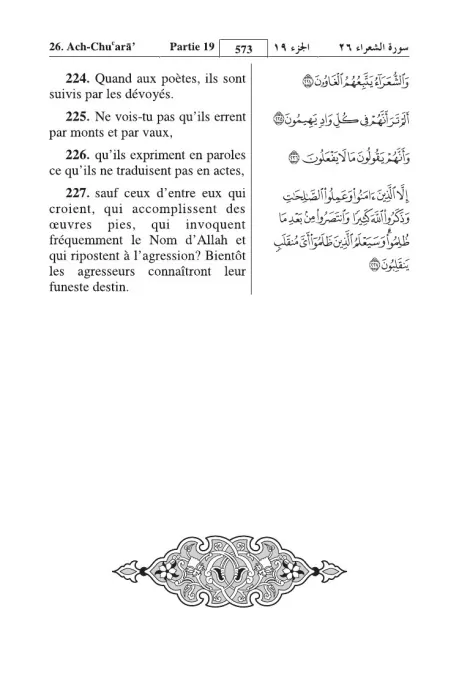 26. Ach-Chuʿarā’ Partie 19 573 الجزء ١٩ سورة الشعراء ٢٦
224. Quand aux poètes, ils sont
suivis par les dévoyés.
225. Ne vois-tu pas qu’ils errent
par monts et par vaux,
226. qu’ils expriment en paroles
ce qu’ils ne traduisent pas en actes,
227. sauf ceux d’entre eux qui
croient, qui accomplissent des
œuvres pies, qui invoquent
fréquemment le Nom d’Allah et
qui ripostent à l’agression? Bientôt
les agresseurs connaîtront leur
funeste destin.
وَٱلشُّعَرَآءُ يَتَّبِعُهُمُ ٱلۡغَاوُۥنَ ٢٢٤
أَلَمۡ تَرَ أَنَّهُمۡ فِي كُلِّ وَادٖ يَهِيمُونَ ٢٢٥
وَأَنَّهُمۡ يَقُولُونَ مَا لَا يَفۡعَلُونَ ٢٢٦
إِلَّا ٱلَّذِينَ ءَامَنُواْ وَعَمِلُواْ ٱلصَّٰلِحَٰتِ
وَذَكَرُواْ ٱللَّهَ كَثِيرٗا وَٱنتَصَرُواْ مِنۢ بَعۡدِ مَا
ظُلِمُواْۗ وَسَيَعۡلَمُ ٱلَّذِينَ ظَلَمُوٓاْ أَيَّ مُنقَلَبٖ
يَنقَلِبُونَ ٢٢٧